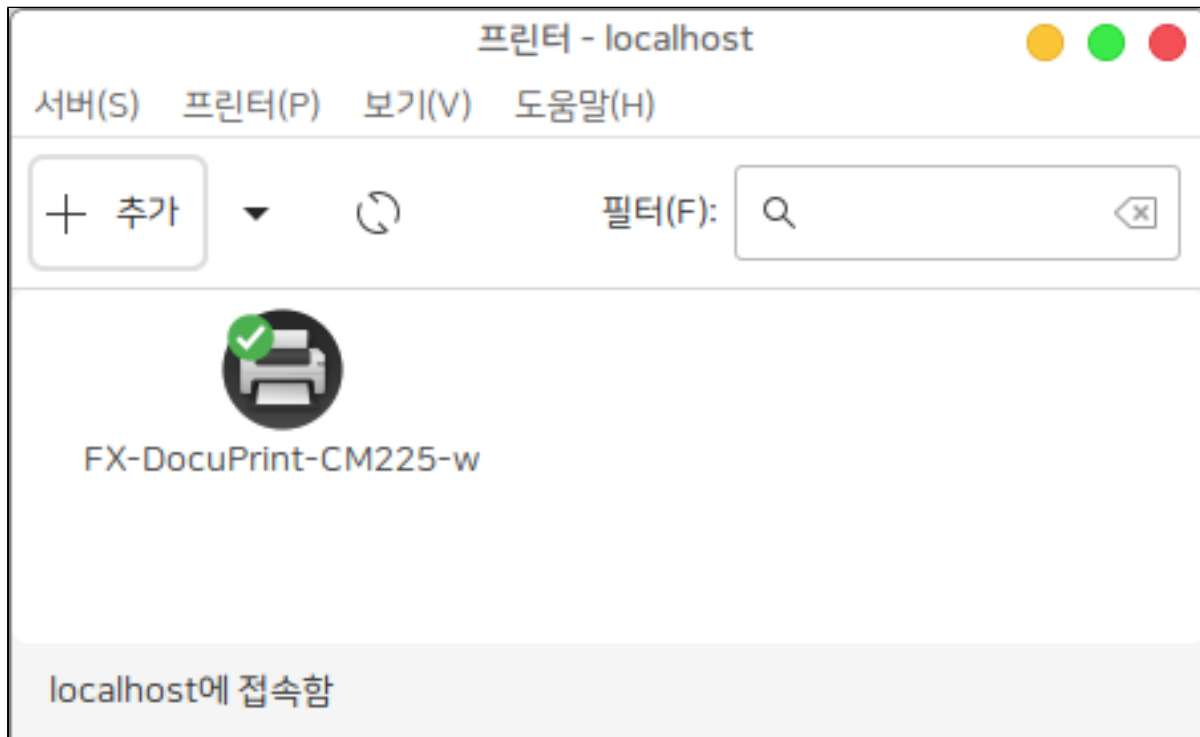 프린터 - localhost
서버(S) 프린터(P) 보기(V) 도움말(H)
추가 필터(F):
FX-DocuPrint-CM225-w
localhost에 접속함